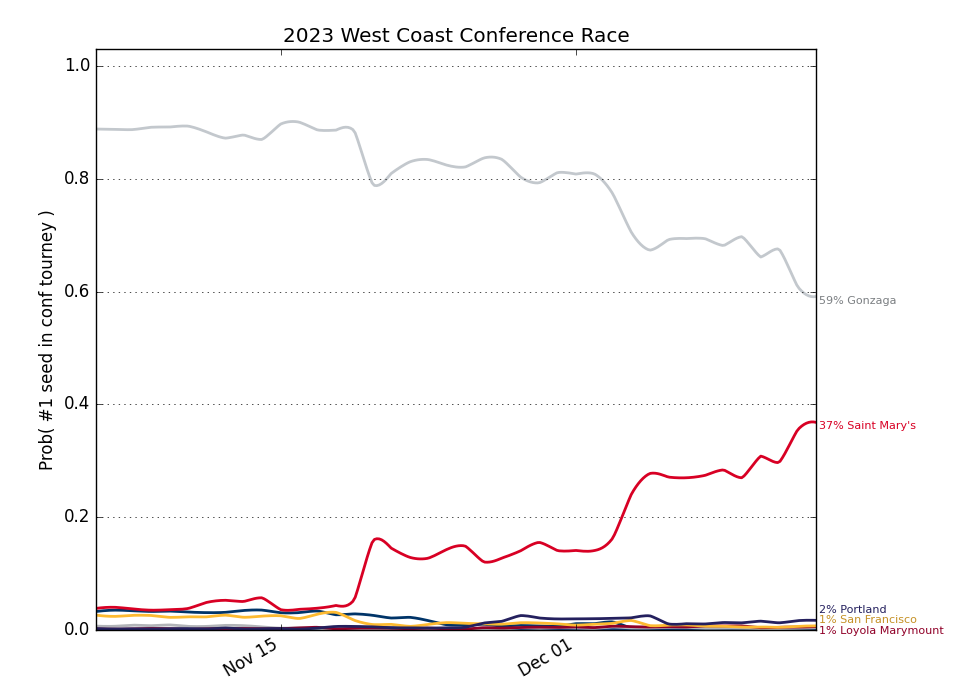 2023 West Coast Conference Race
Prob( #1 seed in conf tourney )
1.0
0.8
0.6
0.4
0.2
0.0
59% Gonzaga
37% Saint Mary's
2% Portland
1% San Francisco
1% Loyola Marymount
Nov 15
Dec 01